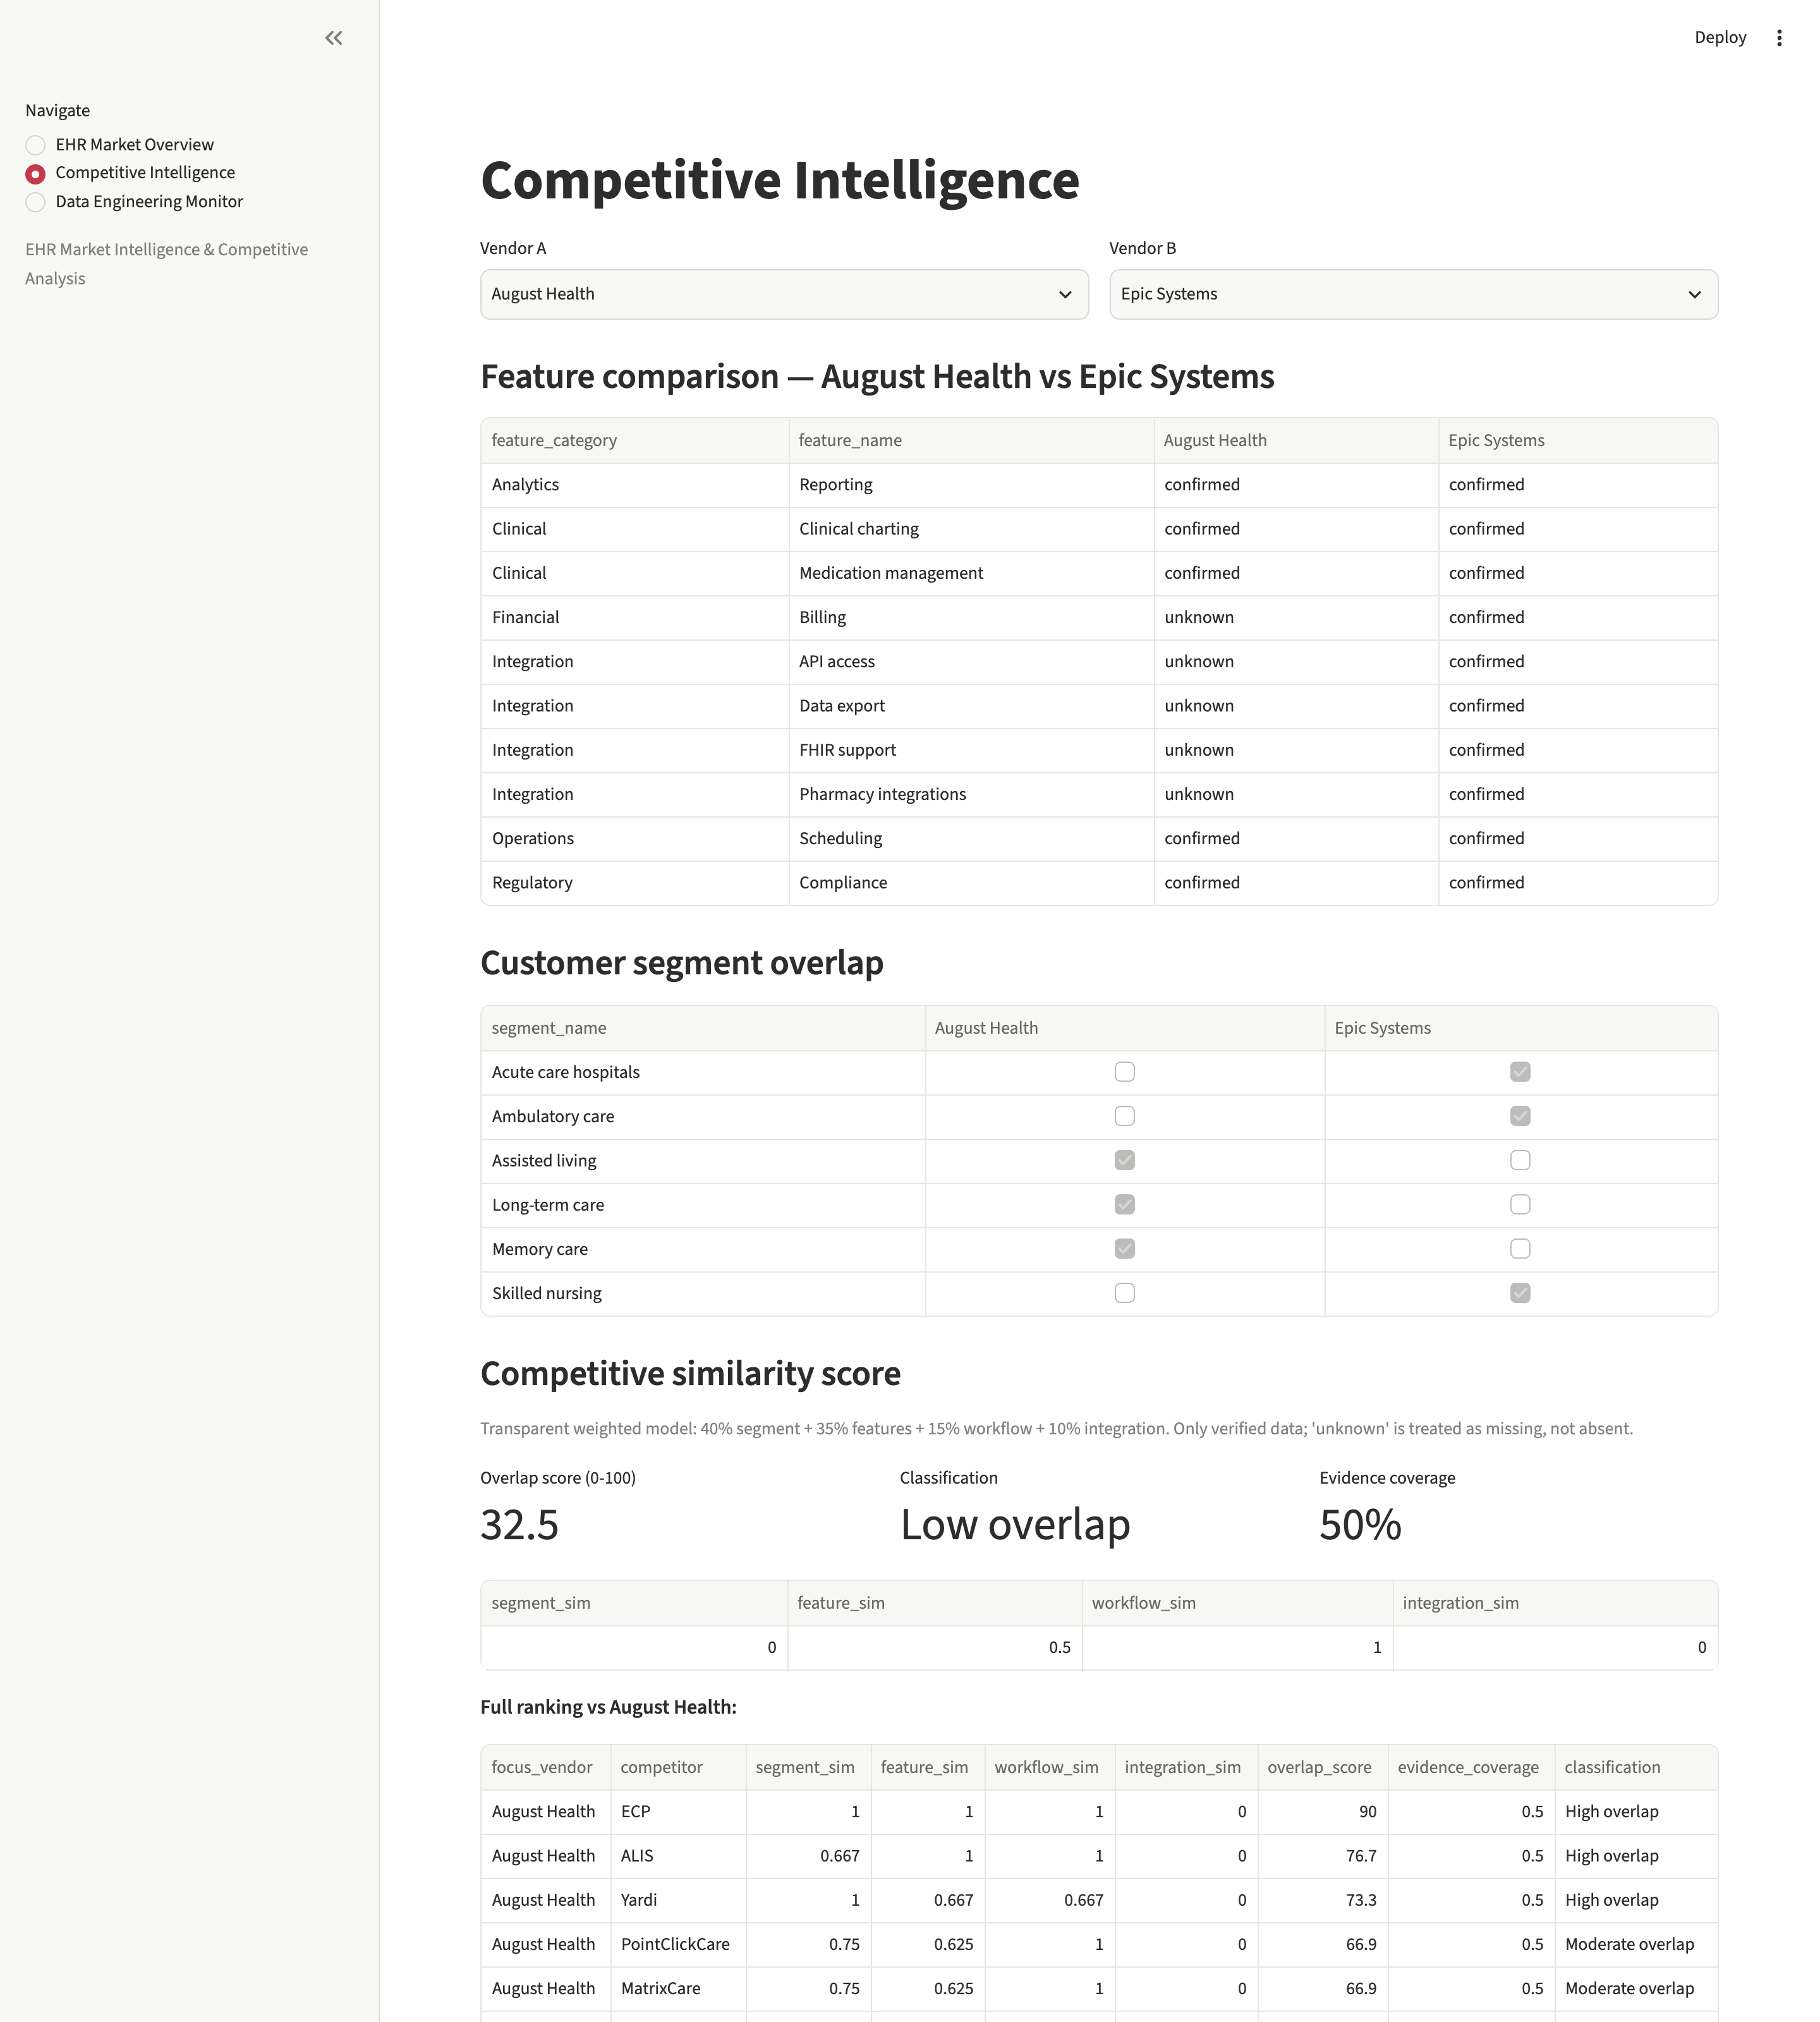 Deploy
Navigate
EHR Market Overview
Competitive Intelligence
Data Engineering Monitor
EHR Market Intelligence & Competitive
Analysis
Competitive Intelligence
Vendor A Vendor B
August Health Epic Systems
Feature comparison — August Health vs Epic Systems
feature_category feature_name August Health Epic Systems
Analytics Reporting confirmed confirmed
Clinical Clinical charting confirmed confirmed
Clinical Medication management confirmed confirmed
Financial Billing unknown confirmed
Integration API access unknown confirmed
Integration Data export unknown confirmed
Integration FHIR support unknown confirmed
Integration Pharmacy integrations unknown confirmed
Operations Scheduling confirmed confirmed
Regulatory Compliance confirmed confirmed
Customer segment overlap
segment_name August Health Epic Systems
Acute care hospitals
Ambulatory care
Assisted living
Long-term care
Memory care
Skilled nursing
Competitive similarity score
Transparent weighted model: 40% segment + 35% features + 15% workflow + 10% integration. Only verified data; 'unknown' is treated as missing, not absent.
Overlap score (0-100) Classification Evidence coverage
32.5 Low overlap 50%
segment_sim feature_sim workflow_sim integration_sim
0 0.5 1 0
Full ranking vs August Health:
focus_vendor competitor segment_sim feature_sim workflow_sim integration_sim overlap_score evidence_coverage classification
August Health ECP 1 1 1 0 90 0.5 High overlap
August Health ALIS 0.667 1 1 0 76.7 0.5 High overlap
August Health Yardi 1 0.667 0.667 0 73.3 0.5 High overlap
August Health PointClickCare 0.75 0.625 1 0 66.9 0.5 Moderate overlap
August Health MatrixCare 0.75 0.625 1 0 66.9 0.5 Moderate overlap